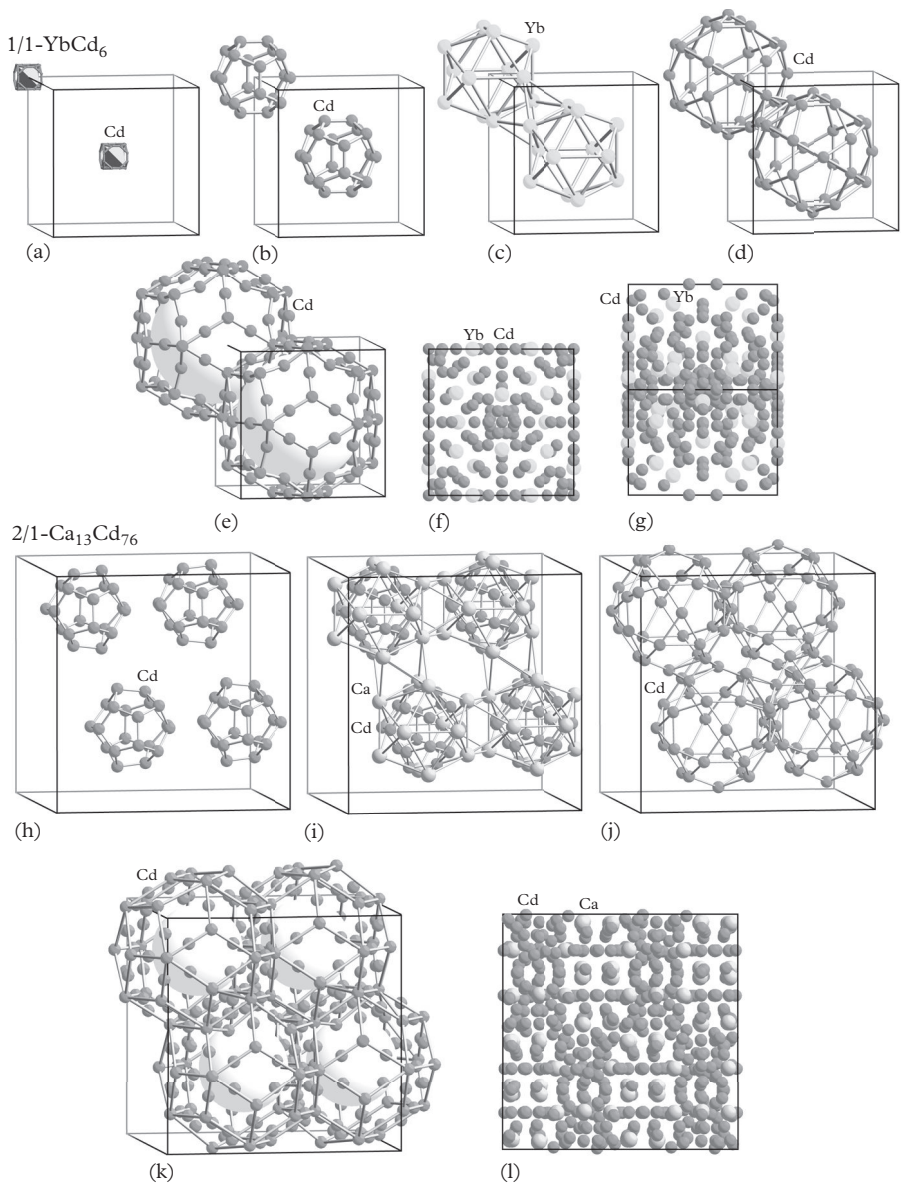 1/1-YbCd6
Cd
Cd
Yb
Cd
(a)
(b)
(c)
(d)
Cd
Yb Cd
Cd
Yb
(e)
(f)
(g)
2/1-Ca13Cd76
Cd
Ca
Cd
Cd
(h)
(i)
(j)
Cd
Cd
Ca
(k)
(l)